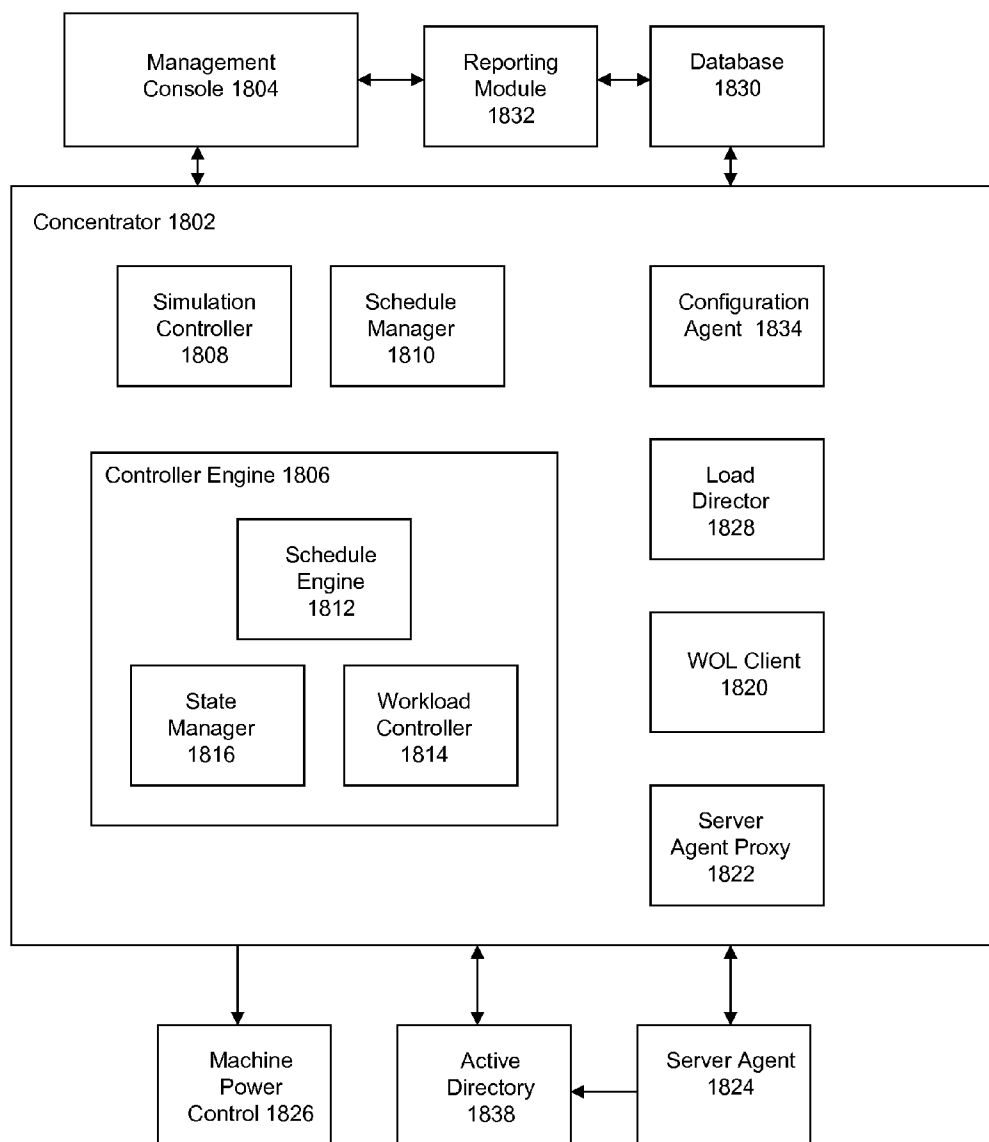 Management
Console 1804
Reporting
Module
1832
Database
1830
Concentrator 1802
Simulation
Controller
1808
Schedule
Manager
1810
Configuration
Agent 1834
Controller Engine 1806
Schedule
Engine
1812
State
Manager
1816
Workload
Controller
1814
Load
Director
1828
WOL Client
1820
Server
Agent Proxy
1822
Machine
Power
Control 1826
Active
Directory
1838
Server Agent
1824